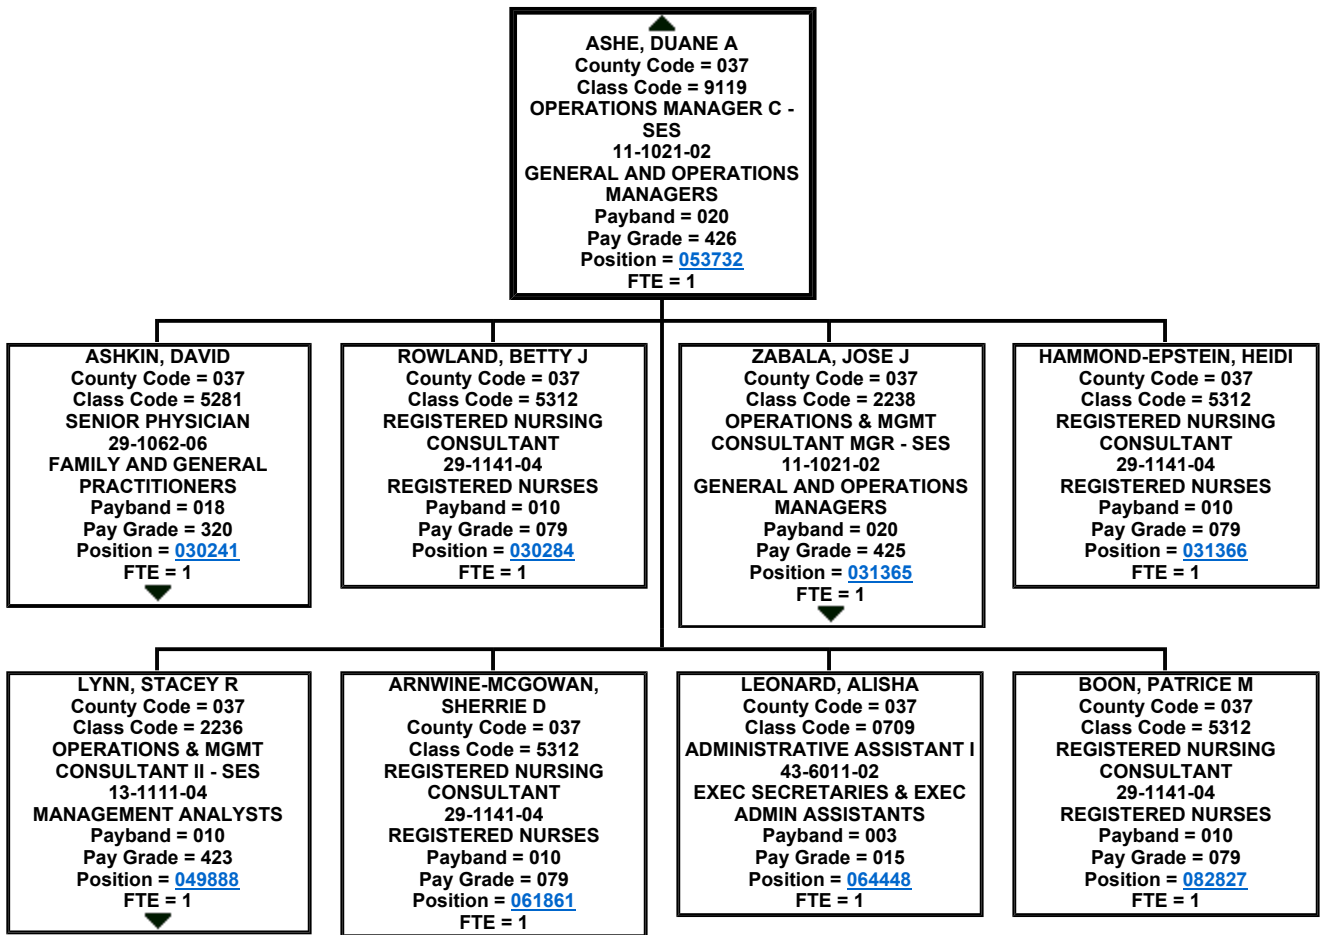 ASHE, DUANE A
County Code = 037
Class Code = 9119
OPERATIONS MANAGER C -
SES
11-1021-02
GENERAL AND OPERATIONS
MANAGERS
Payband = 020
Pay Grade = 426
Position = 053732
FTE = 1
ASHKIN, DAVID
County Code = 037
Class Code = 5281
SENIOR PHYSICIAN
29-1062-06
FAMILY AND GENERAL
PRACTITIONERS
Payband = 018
Pay Grade = 320
Position = 030241
FTE = 1
ROWLAND, BETTY J
County Code = 037
Class Code = 5312
REGISTERED NURSING
CONSULTANT
29-1141-04
REGISTERED NURSES
Payband = 010
Pay Grade = 079
Position = 030284
FTE = 1
ZABALA, JOSE J
County Code = 037
Class Code = 2238
OPERATIONS & MGMT
CONSULTANT MGR - SES
11-1021-02
GENERAL AND OPERATIONS
MANAGERS
Payband = 020
Pay Grade = 425
Position = 031365
FTE = 1
HAMMOND-EPSTEIN, HEIDI
County Code = 037
Class Code = 5312
REGISTERED NURSING
CONSULTANT
29-1141-04
REGISTERED NURSES
Payband = 010
Pay Grade = 079
Position = 031366
FTE = 1
LYNN, STACEY R
County Code = 037
Class Code = 2236
OPERATIONS & MGMT
CONSULTANT II - SES
13-1111-04
MANAGEMENT ANALYSTS
Payband = 010
Pay Grade = 423
Position = 049888
FTE = 1
ARNWINE-MCGOWAN,
SHERRIE D
County Code = 037
Class Code = 5312
REGISTERED NURSING
CONSULTANT
29-1141-04
REGISTERED NURSES
Payband = 010
Pay Grade = 079
Position = 061861
FTE = 1
LEONARD, ALISHA
County Code = 037
Class Code = 0709
ADMINISTRATIVE ASSISTANT I
43-6011-02
EXEC SECRETARIES & EXEC
ADMIN ASSISTANTS
Payband = 003
Pay Grade = 015
Position = 064448
FTE = 1
BOON, PATRICE M
County Code = 037
Class Code = 5312
REGISTERED NURSING
CONSULTANT
29-1141-04
REGISTERED NURSES
Payband = 010
Pay Grade = 079
Position = 082827
FTE = 1